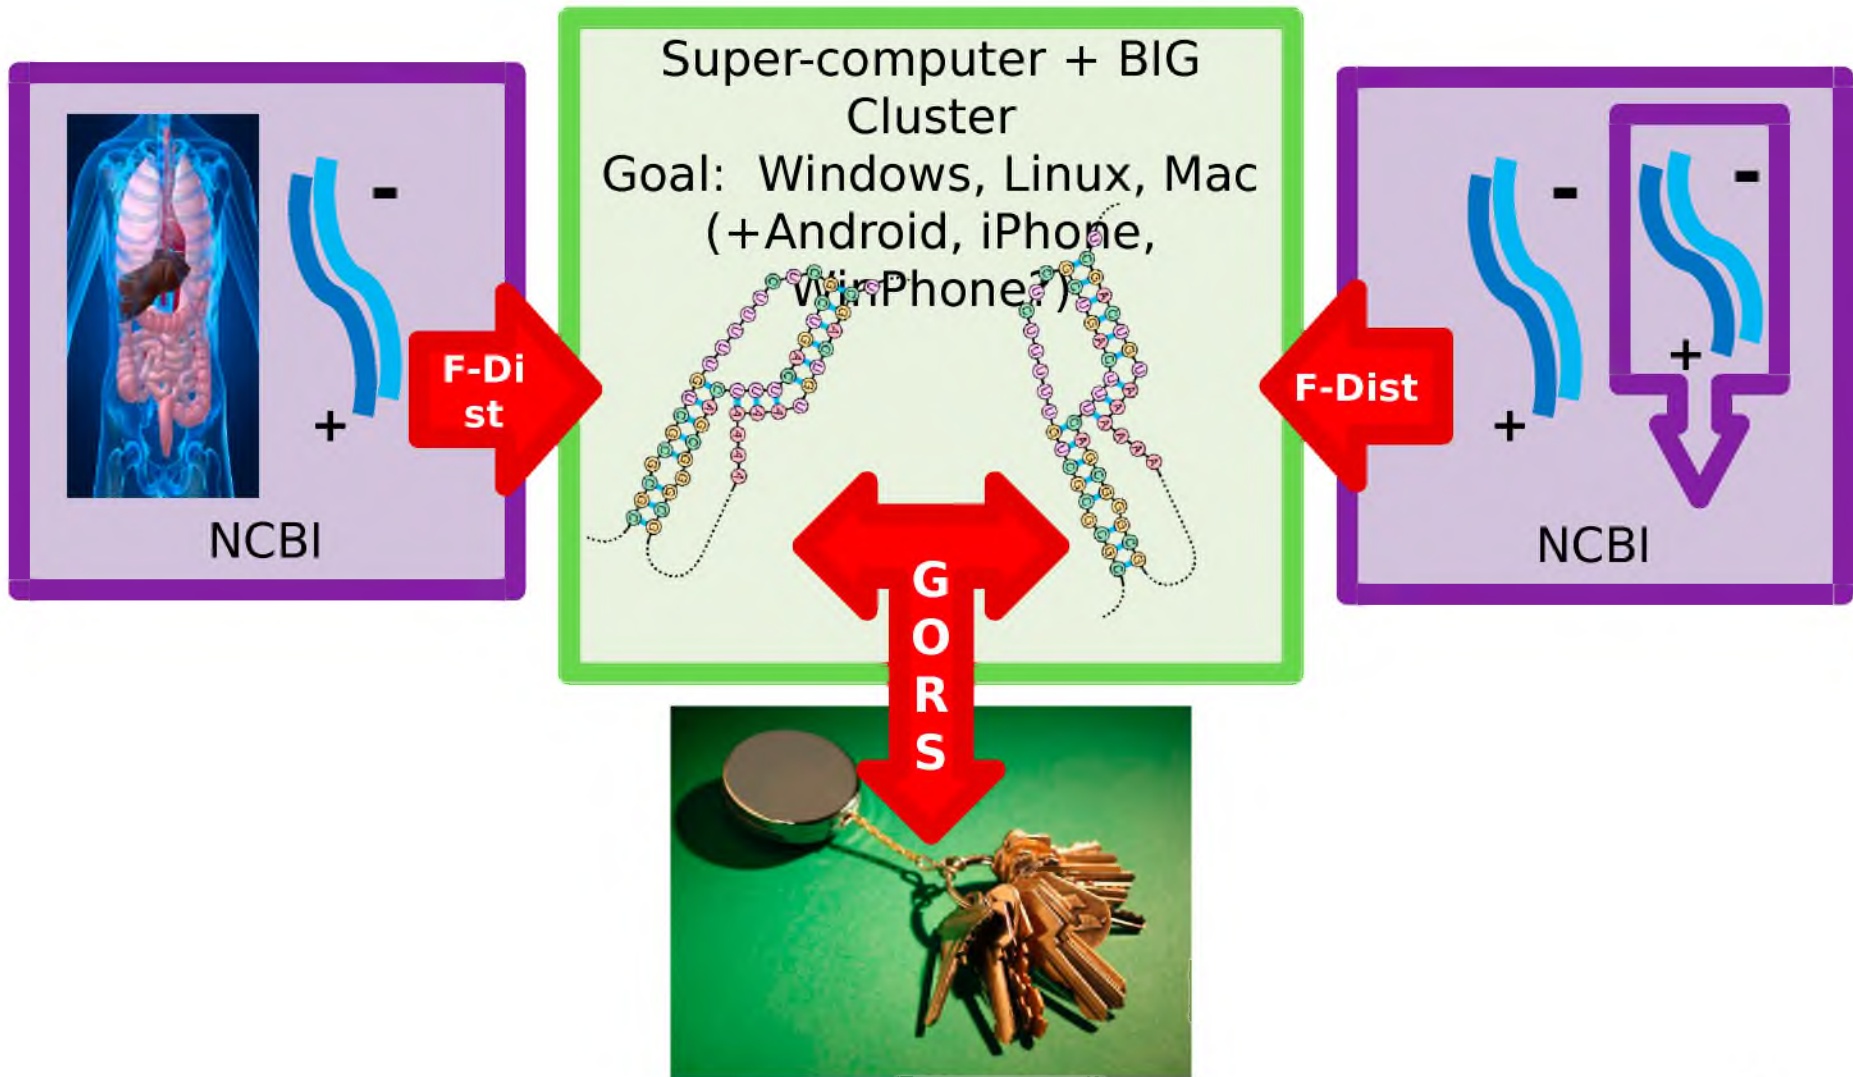 Super-computer + BIG
Cluster
Goal:  Windows, Linux, Mac
(+Android, iPhone,
WinPhone?)
-
+
NCBI
F-Di
st
F-Dist
-
+
-
+
NCBI
G
O
R
S